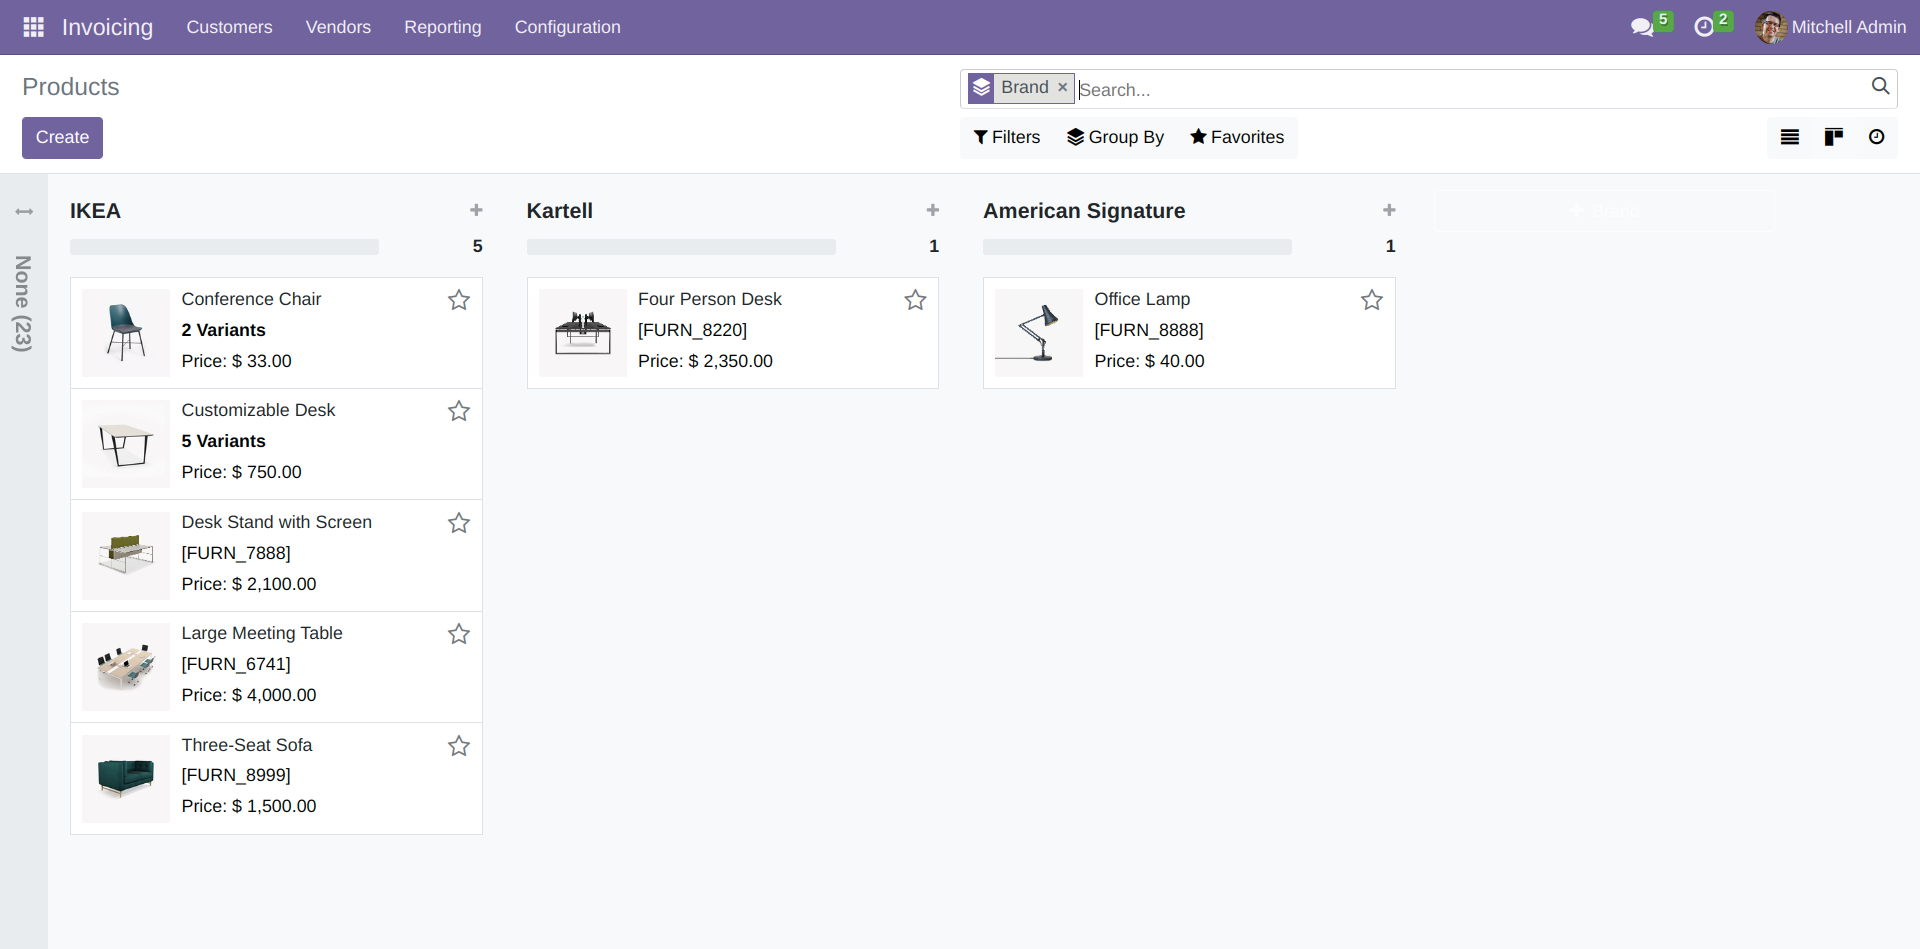 Invoicing
Customers
Vendors
Reporting
Configuration
5
2
Mitchell Admin
Products
Brand ×
Search...
Create
Filters
Group By
Favorites
None (23)
IKEA
5
Conference Chair
2 Variants
Price: $ 33.00
Customizable Desk
5 Variants
Price: $ 750.00
Desk Stand with Screen
[FURN_7888]
Price: $ 2,100.00
Large Meeting Table
[FURN_6741]
Price: $ 4,000.00
Three-Seat Sofa
[FURN_8999]
Price: $ 1,500.00
Kartell
1
Four Person Desk
[FURN_8220]
Price: $ 2,350.00
American Signature
1
Office Lamp
[FURN_8888]
Price: $ 40.00
Brand